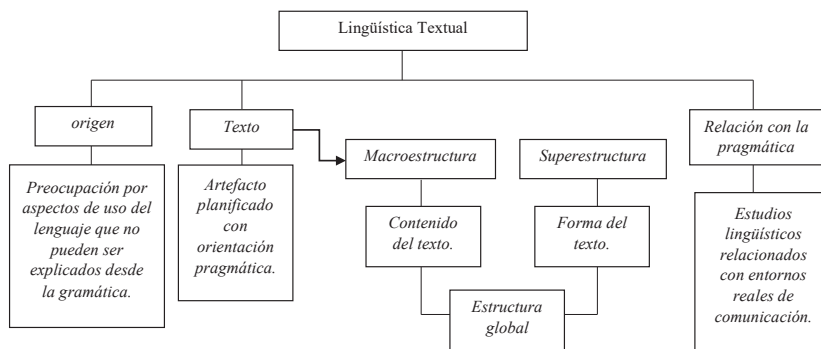 Lingüística Textual
origen
Texto
Relación con la
pragmática
Macroestructura
Superestructura
Preocupación por
aspectos de uso del
lenguaje que no
pueden ser
explicados desde
la gramática.
Artefacto
planificado
con
orientación
pragmática.
Contenido
del texto.
Forma del
texto.
Estudios
lingüísticos
relacionados
con entornos
reales de
comunicación.
Estructura
global